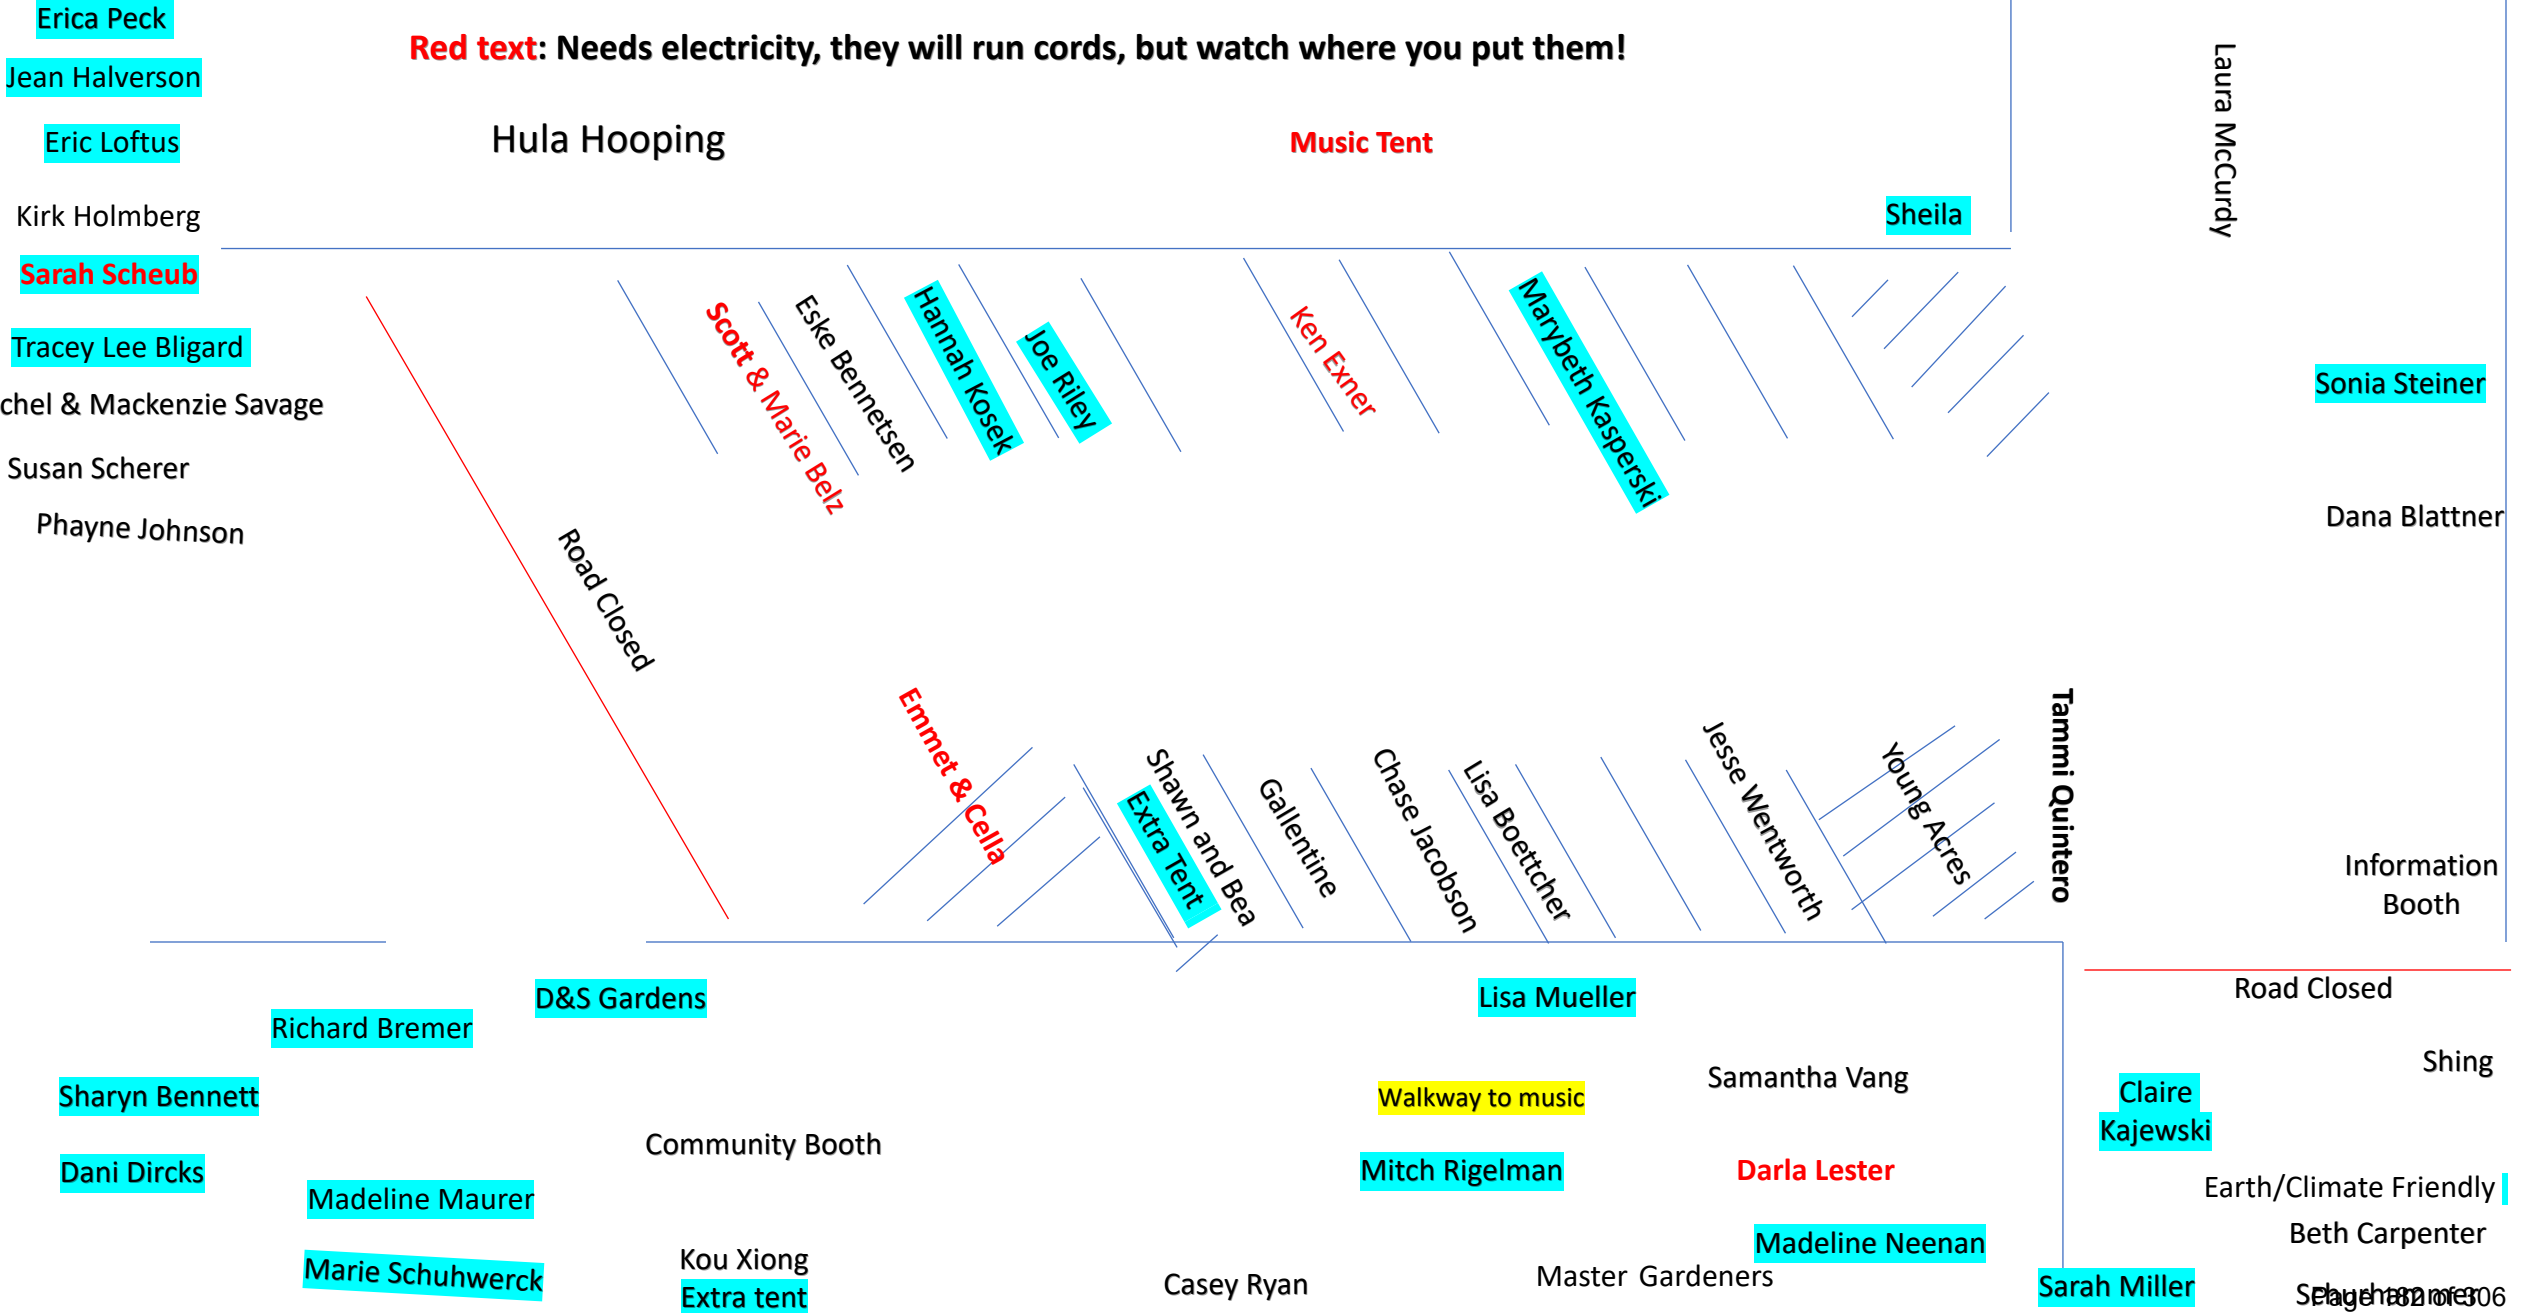 Erica Peck
Red text: Needs electricity, they will run cords, but watch where you put them!
Jean Halverson
Eric Loftus
Hula Hooping
Music Tent
Laura McCurdy
Kirk Holmberg
Sheila
Sarah Scheub
Tracey Lee Bligard
chel & Mackenzie Savage
Susan Scherer
Phayne Johnson
Scott & Marie Belz
Eske Bennetsen
Hannah Kosek
Joe Riley
Ken Exner
Marybeth Kasperski
Sonia Steiner
Dana Blattner
Road Closed
Emmet & Cella
Extra Tent
Shawn and Bea
Gallentine
Chase Jacobson
Lisa Boettcher
Jesse Wentworth
Young Acres
Tammi Quintero
Information
Booth
D&S Gardens
Lisa Mueller
Road Closed
Richard Bremer
Shing
Samantha Vang
Sharyn Bennett
Walkway to music
Claire
Kajewski
Community Booth
Dani Dircks
Mitch Rigelman
Darla Lester
Madeline Maurer
Earth/Climate Friendly
Beth Carpenter
Madeline Neenan
Marie Schuhwerck
Kou Xiong
Extra tent
Casey Ryan
Master Gardeners
Sarah Miller
Schurhammer
Page 182 of 306